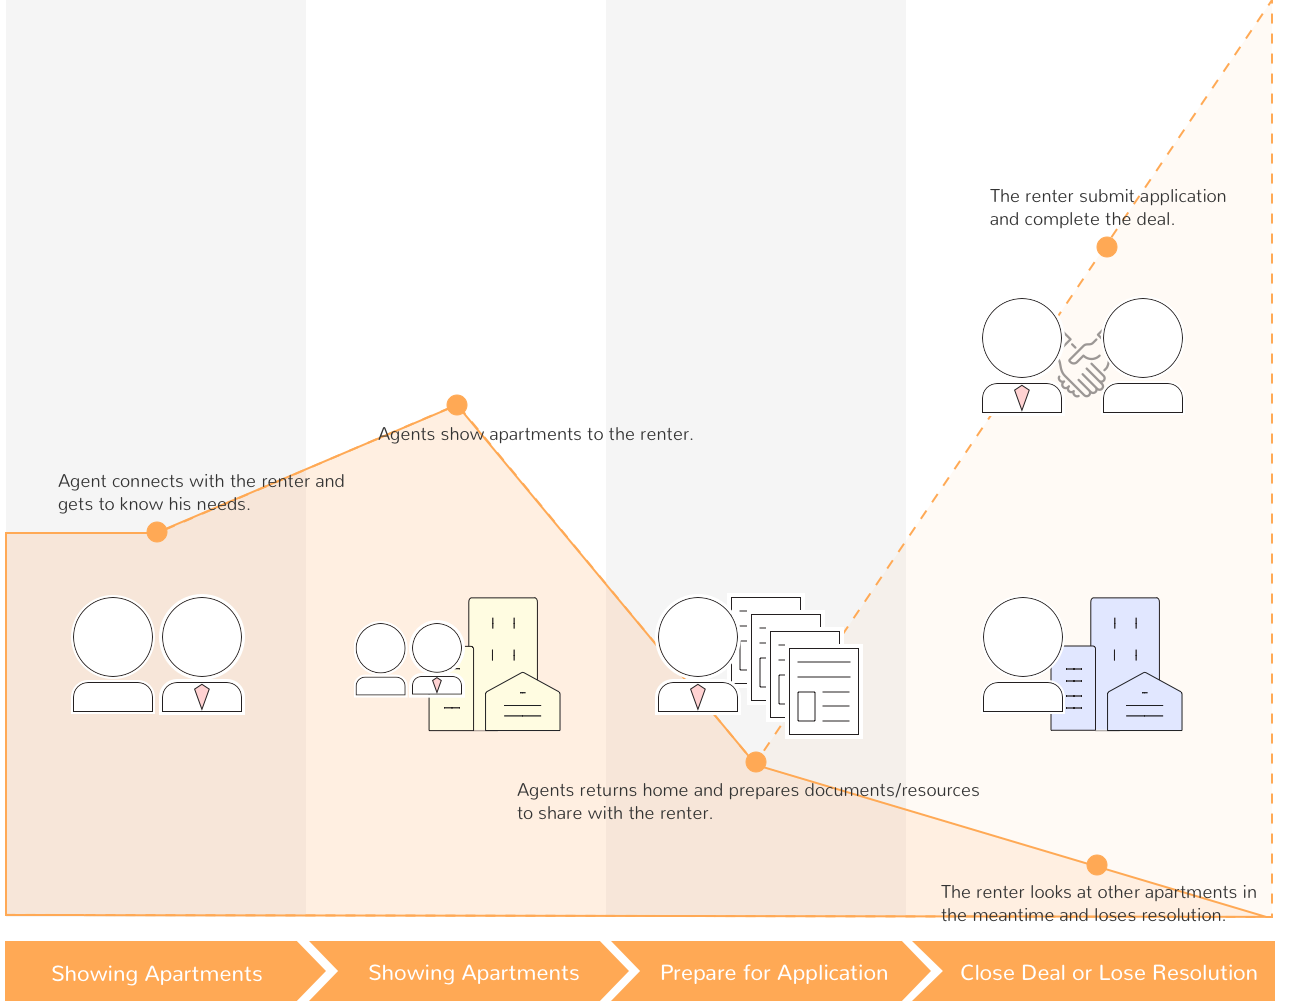 The renter submit application
and complete the deal.
Agents show apartments to the renter.
Agent connects with the renter and
gets to know his needs.
Agents returns home and prepares documents/resources
to share with the renter.
The renter looks at other apartments in
the meantime and loses resolution.
Showing Apartments
Showing Apartments
Prepare for Application
Close Deal or Lose Resolution